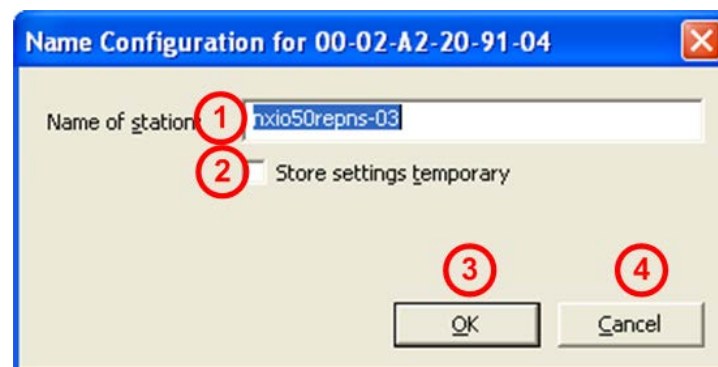 Name Configuration for 00-02-A2-20-91-04
Name of station: 1 nxio50repns-03
2 Store settings temporary
3 4
OK Cancel